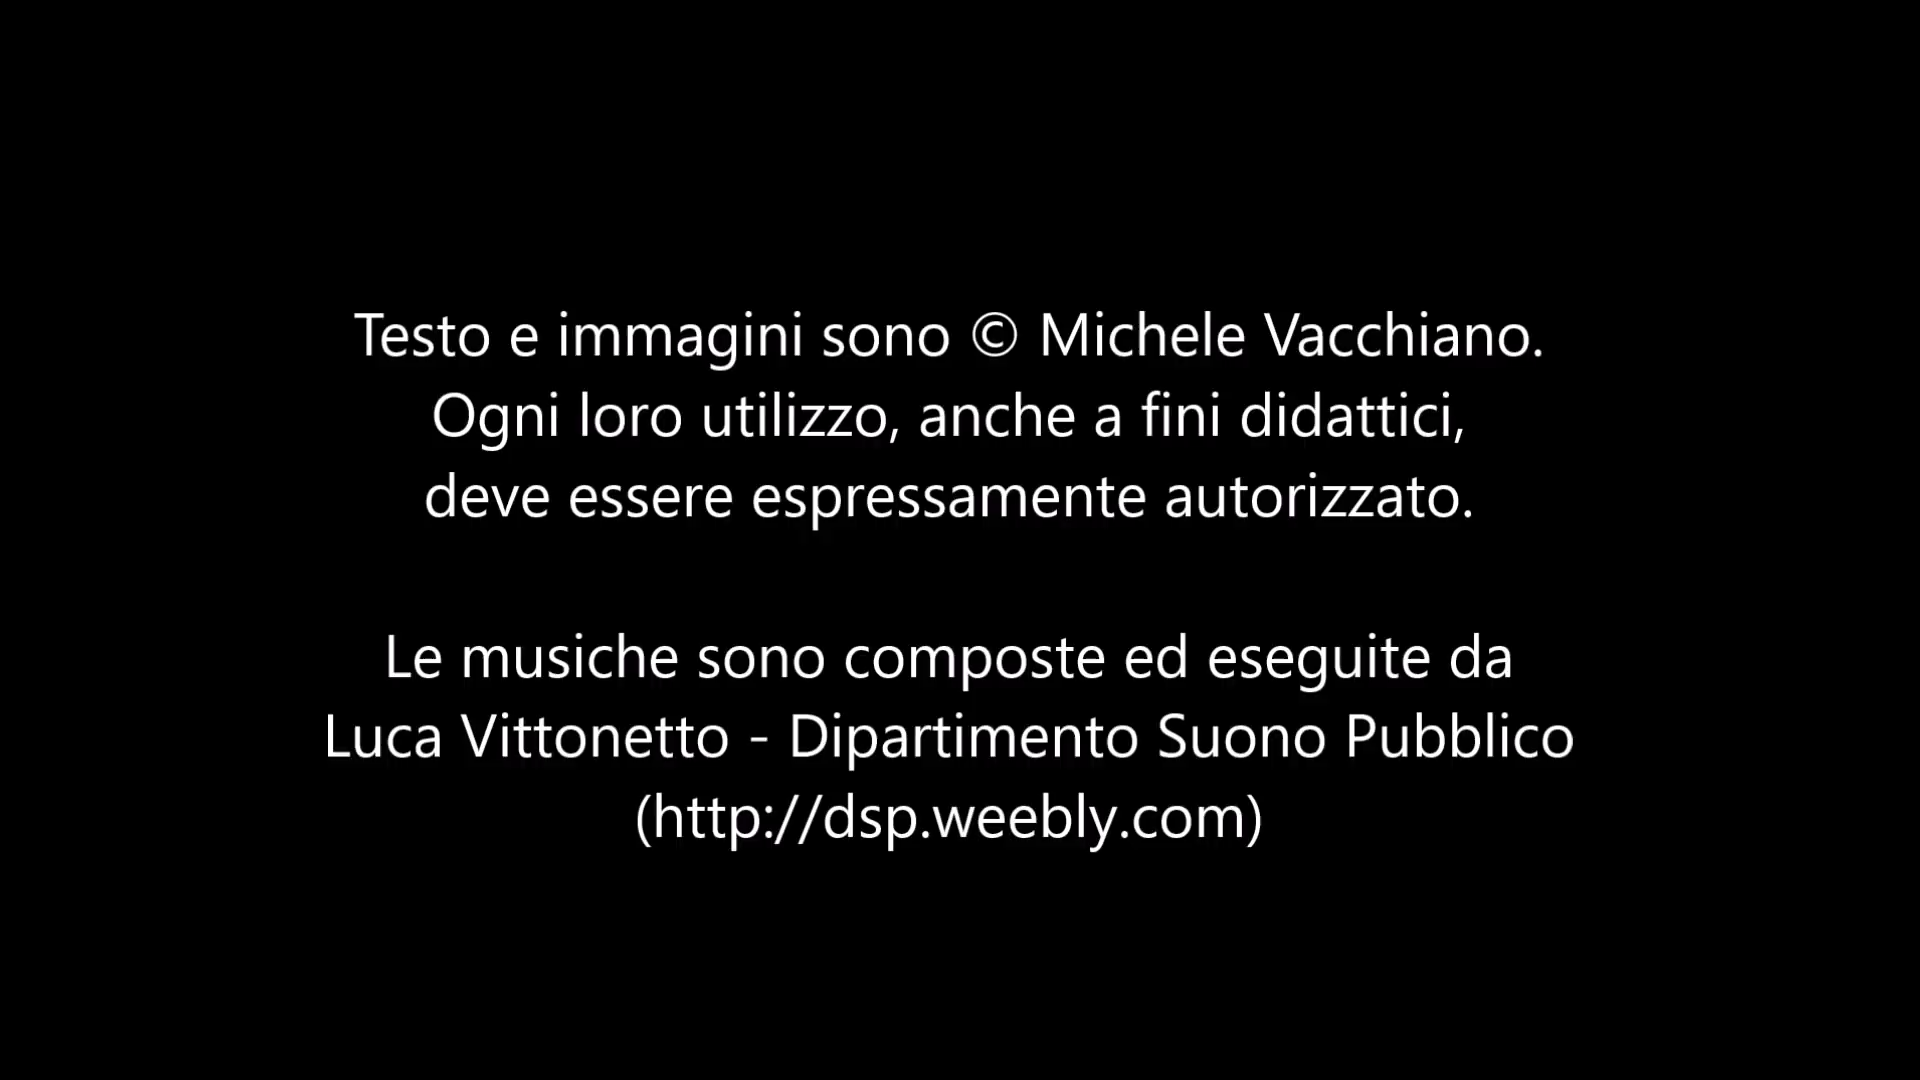 Testo e immagini sono © Michele Vacchiano.
Ogni loro utilizzo, anche a fini didattici,
deve essere espressamente autorizzato.
Le musiche sono composte ed eseguite da
Luca Vittonetto - Dipartimento Suono Pubblico
(http://dsp.weebly.com)